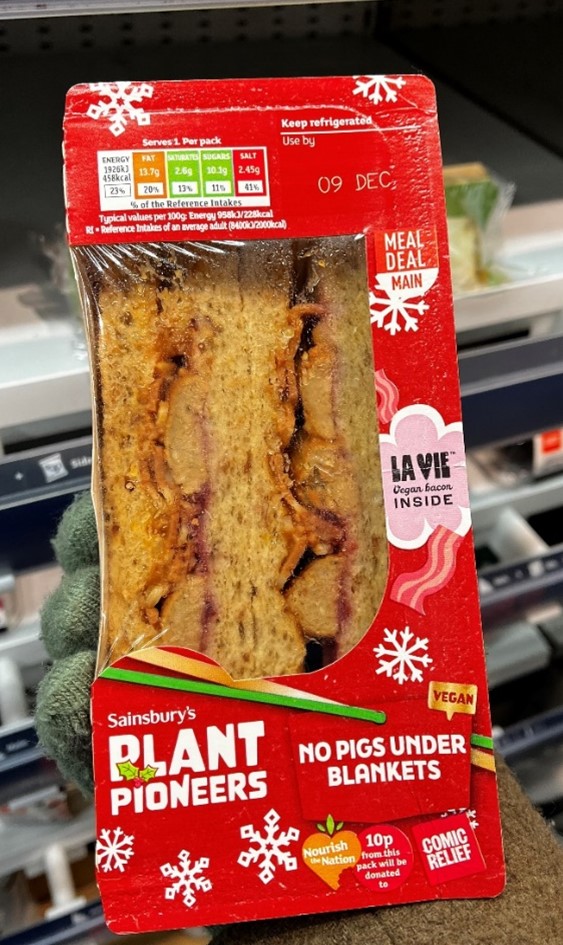 Serves 1 Per pack
ENERGY
1926kJ
458kcal
23%
FAT
13.7g
20%
SATURATES
2.6g
13%
SUGARS
10.3g
11%
SALT
2.45g
41%
% of the Reference Intakes
Typical values per 100g: Energy 958kJ/228kcal
RI = Reference Intakes of an average adult (8400kJ/2000kcal)
Keep refrigerated
Use by
09 DEC
MEAL
DEAL
MAIN
LA VIE™
Vegan bacon
INSIDE
VEGAN
Sainsbury's
PLANT
PIONEERS
NO PIGS UNDER
BLANKETS
Nourish
the Nation
10p
from this
pack will be
donated
to
COMIC
RELIEF